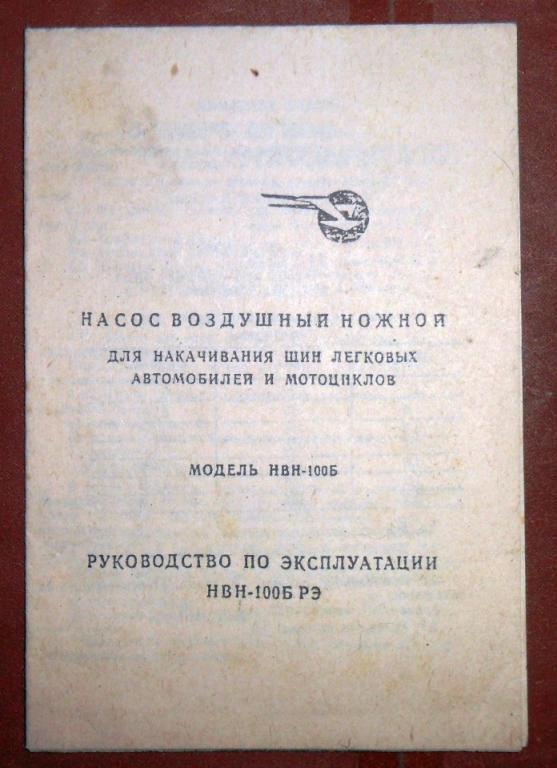 НАСОС ВОЗДУШНЫЙ НОЖНОЙ
ДЛЯ НАКАЧИВАНИЯ ШИН ЛЕГКОВЫХ
АВТОМОБИЛЕЙ И МОТОЦИКЛОВ
МОДЕЛЬ НВН-100Б
РУКОВОДСТВО ПО ЭКСПЛУАТАЦИИ
НВН-100Б РЭ